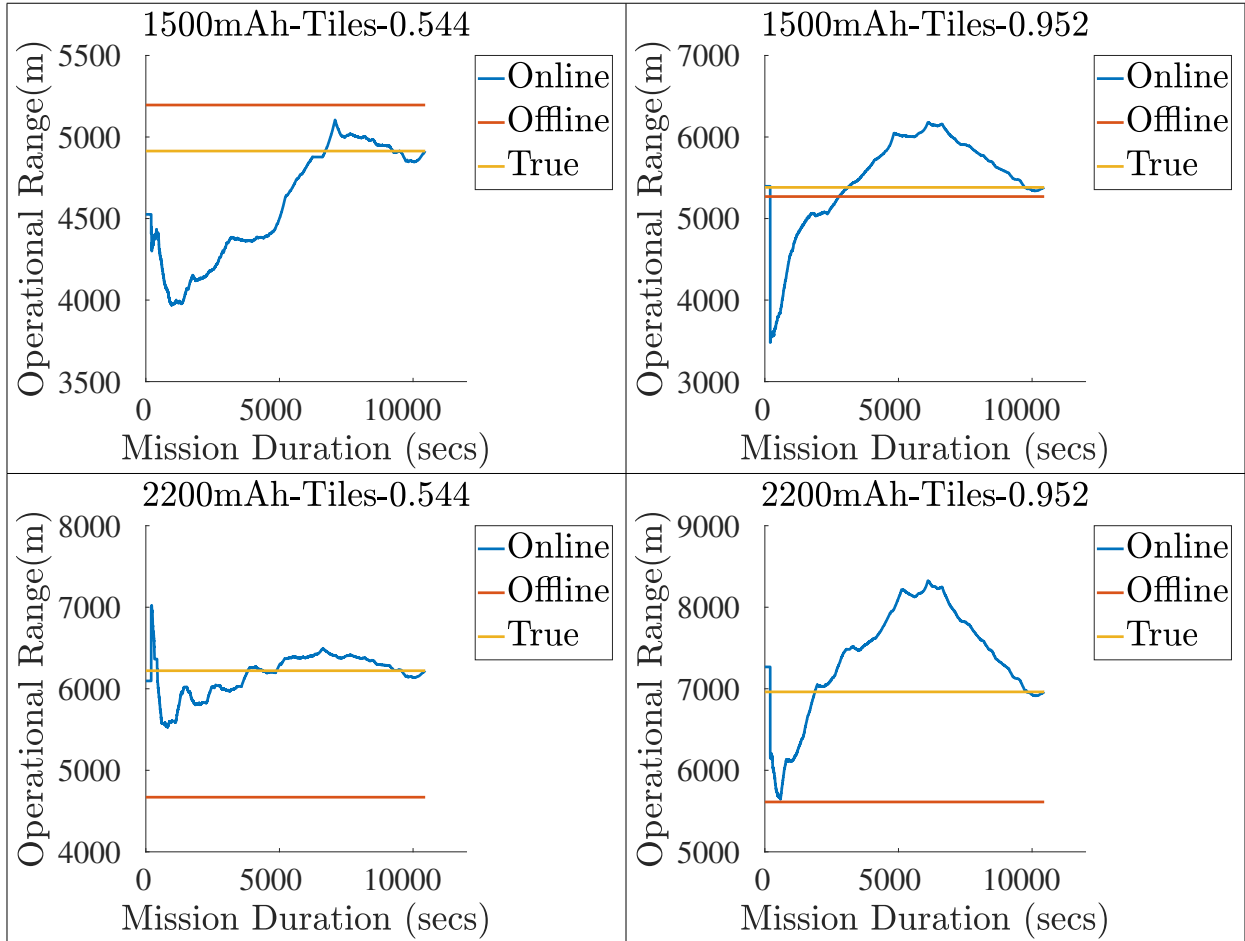 1500mAh-Tiles-0.544
Operational Range(m)
5500
5000
4500
4000
3500
0 5000 10000
Mission Duration (secs)
Online
Offline
True
1500mAh-Tiles-0.952
Operational Range(m)
7000
6000
5000
4000
3000
0 5000 10000
Mission Duration (secs)
Online
Offline
True
2200mAh-Tiles-0.544
Operational Range(m)
8000
7000
6000
5000
4000
0 5000 10000
Mission Duration (secs)
Online
Offline
True
2200mAh-Tiles-0.952
Operational Range(m)
9000
8000
7000
6000
5000
0 5000 10000
Mission Duration (secs)
Online
Offline
True